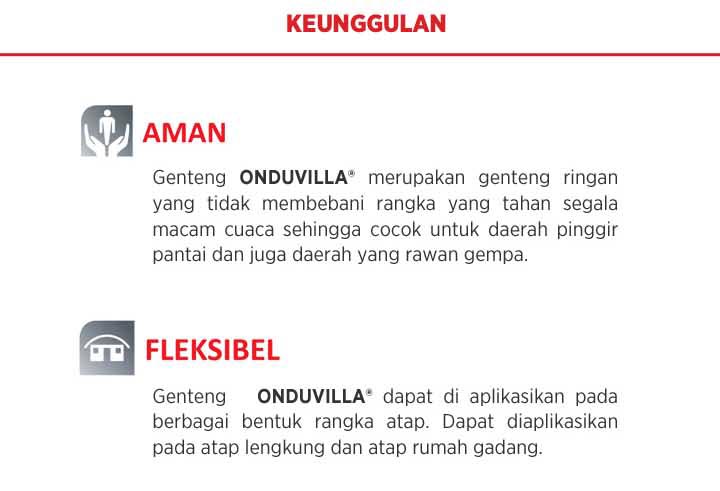 KEUNGGULAN
AMAN
Genteng ONDUVILLA® merupakan genteng ringan
yang tidak membebani rangka yang tahan segala
macam cuaca sehingga cocok untuk daerah pinggir
pantai dan juga daerah yang rawan gempa.
FLEKSIBEL
Genteng ONDUVILLA® dapat di aplikasikan pada
berbagai bentuk rangka atap. Dapat diaplikasikan
pada atap lengkung dan atap rumah gadang.